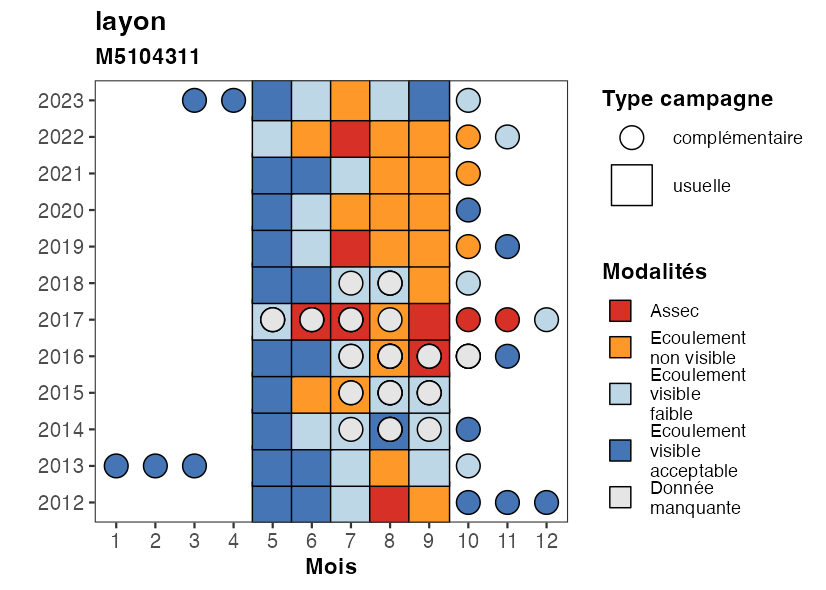 layon
M5104311
2023
2022
2021
2020
2019
2018
2017
2016
2015
2014
2013
2012
1 2 3 4 5 6 7 8 9 10 11 12
Mois
Type campagne
complémentaire
usuelle
Modalités
Assec
Ecoulement
non visible
Ecoulement
visible
faible
Ecoulement
visible
acceptable
Donnée
manquante